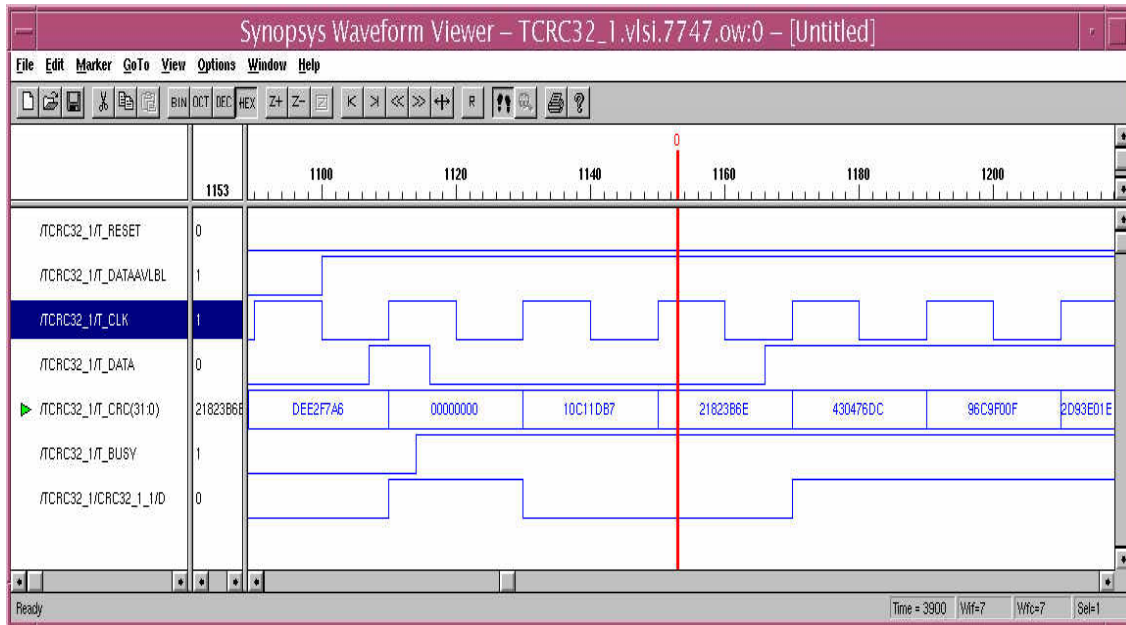 Synopsys Waveform Viewer – TCRC32_1.vlsi.7747.ow:0 – [Untitled]
File Edit Marker GoTo View Options Window Help
BIN OCT DEC HEX Z+ Z- Z R
0
1153 1100 1120 1140 1160 1180 1200
/TCRC32_1/T_RESET 0
/TCRC32_1/T_DATAAVLBL 1
/TCRC32_1/T_CLK 1
/TCRC32_1/T_DATA 0
/TCRC32_1/T_CRC(31:0) 21823B6E DEE2F7A6 00000000 10C11DB7 21823B6E 430476DC 96C9F00F 2D93E01E
/TCRC32_1/T_BUSY 1
/TCRC32_1/CRC32_1_1/D 0
Ready Time = 3900 Wif=7 Wfc=7 Sel=1